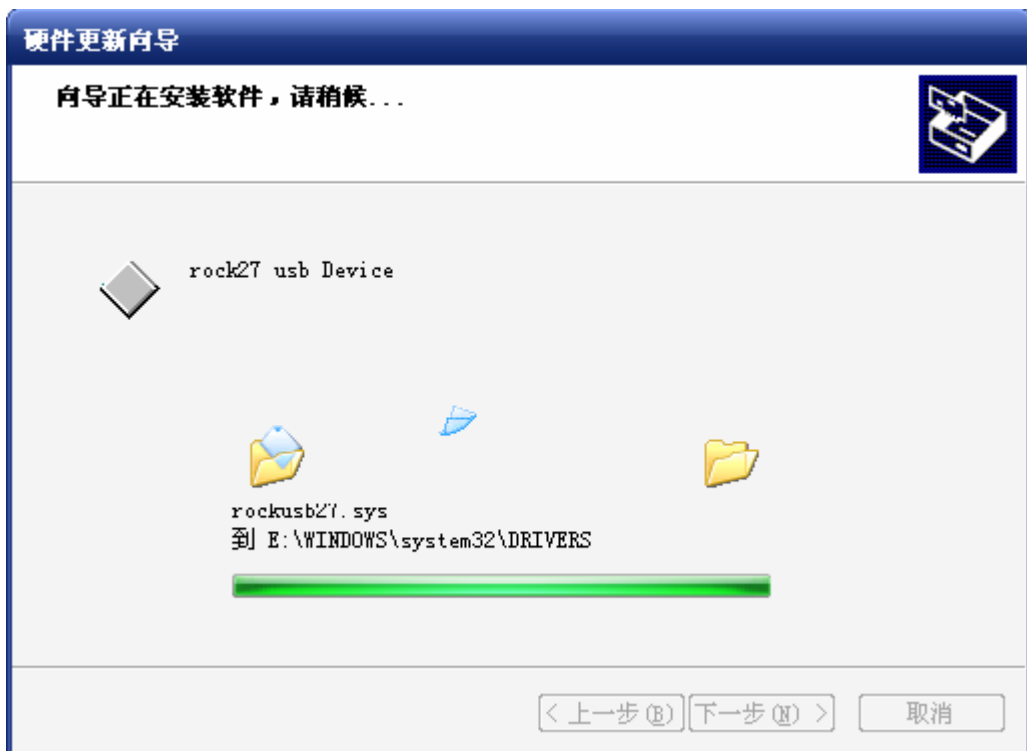 硬件更新向导
向导正在安装软件，请稍候...
rock27 usb Device
rockusb27.sys
到 E:\WINDOWS\system32\DRIVERS
< 上一步(B) 下一步(N) > 取消